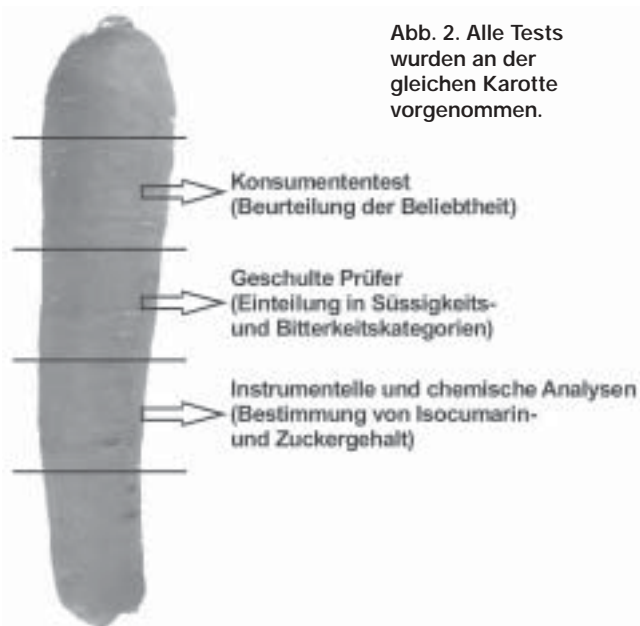 Abb. 2. Alle Tests
wurden an der
gleichen Karotte
vorgenommen.
Konsumententest
(Beurteilung der Beliebtheit)
Geschulte Prüfer
(Einteilung in Süssigkeits-
und Bitterkeitskategorien)
Instrumentelle und chemische Analysen
(Bestimmung von Isocumarin-
und Zuckergehalt)